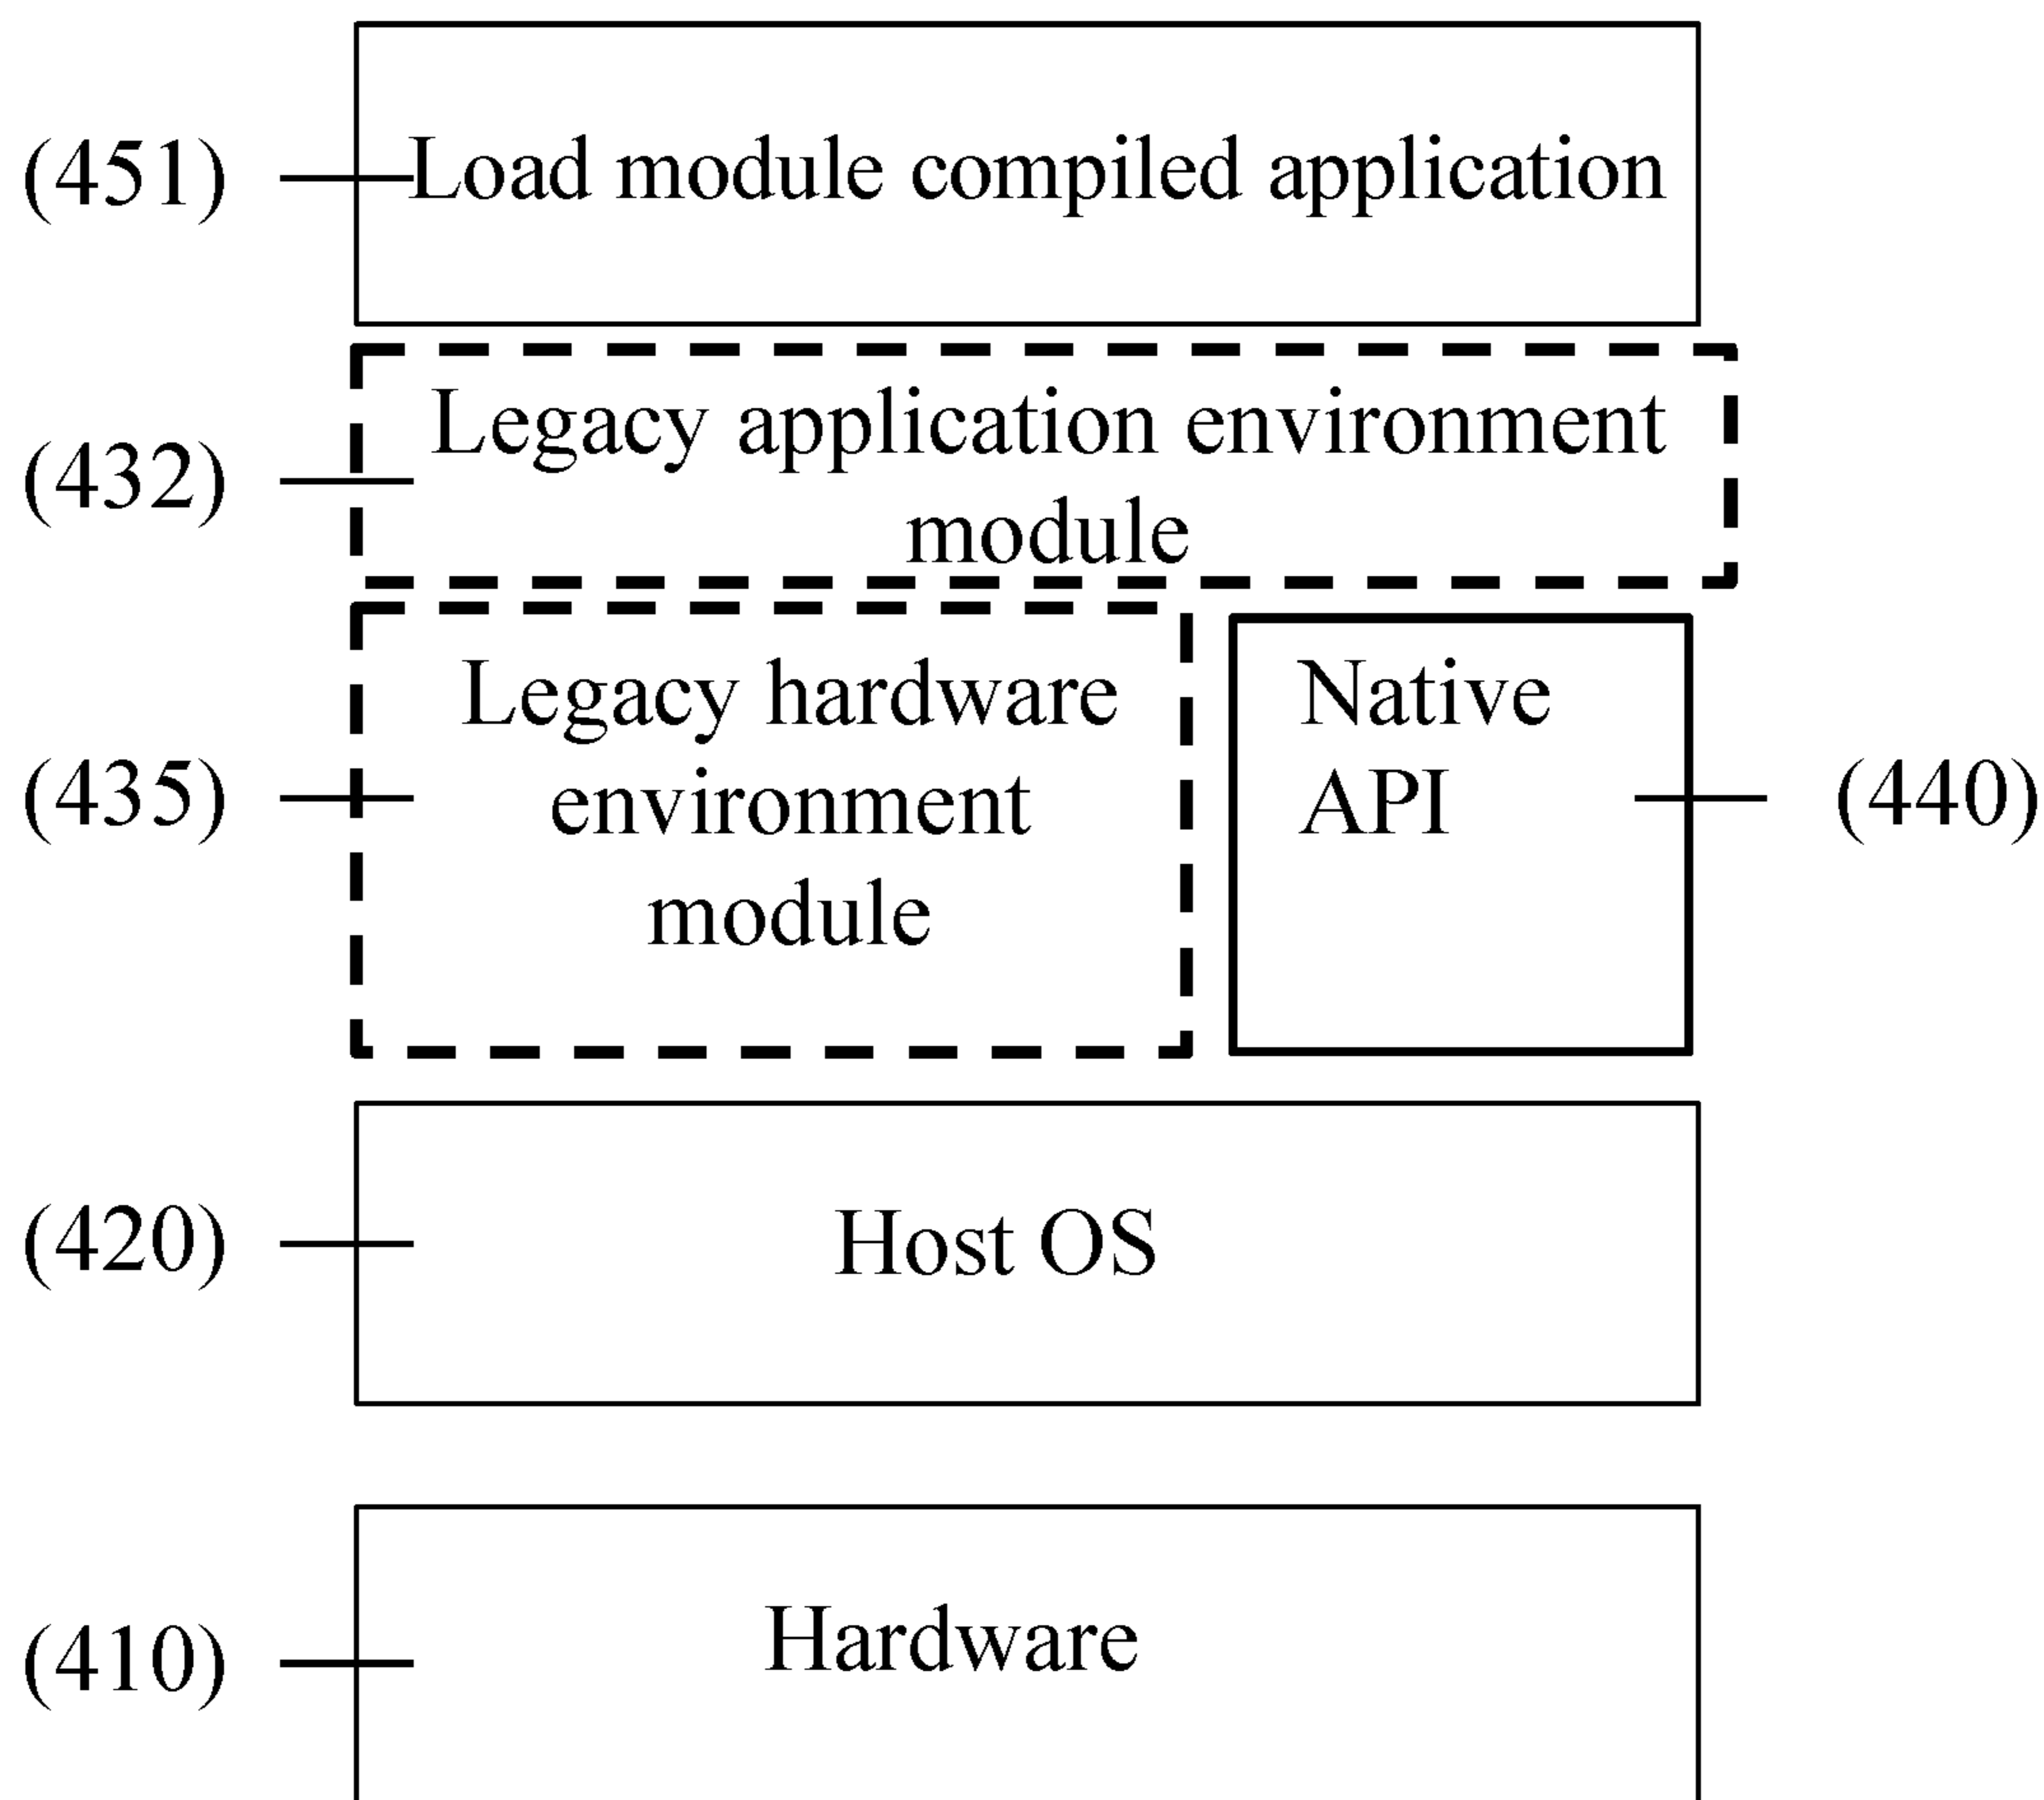 (451)
Load module compiled application
(432)
Legacy application environment
module
(435)
Legacy hardware
environment
module
Native
API
(440)
(420)
Host OS
(410)
Hardware